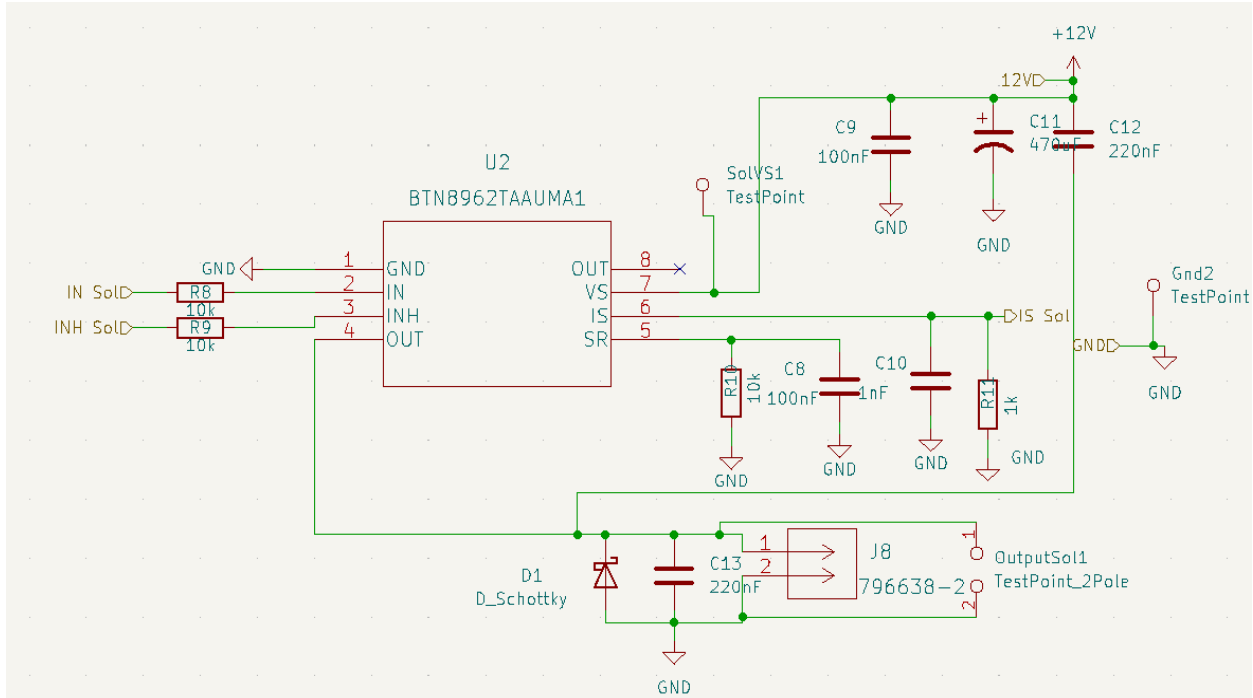 +12V
12V
C9
100nF
+
C11
470uF
C12
220nF
U2
BTN8962TAAUMA1
SolVS1
TestPoint
GND
GND
GND
1
GND
OUT
8
IN Sol
R8
10k
2
IN
VS
7
INH Sol
R9
10k
3
INH
IS
6
IS Sol
4
OUT
SR
5
Gnd2
TestPoint
GND
GND
R10
10k
C8
100nF
C10
1nF
R11
1k
GND
GND
GND
GND
D1
D_Schottky
C13
220nF
1
2
J8
796638-2
1
OutputSol1
TestPoint_2Pole
2
GND